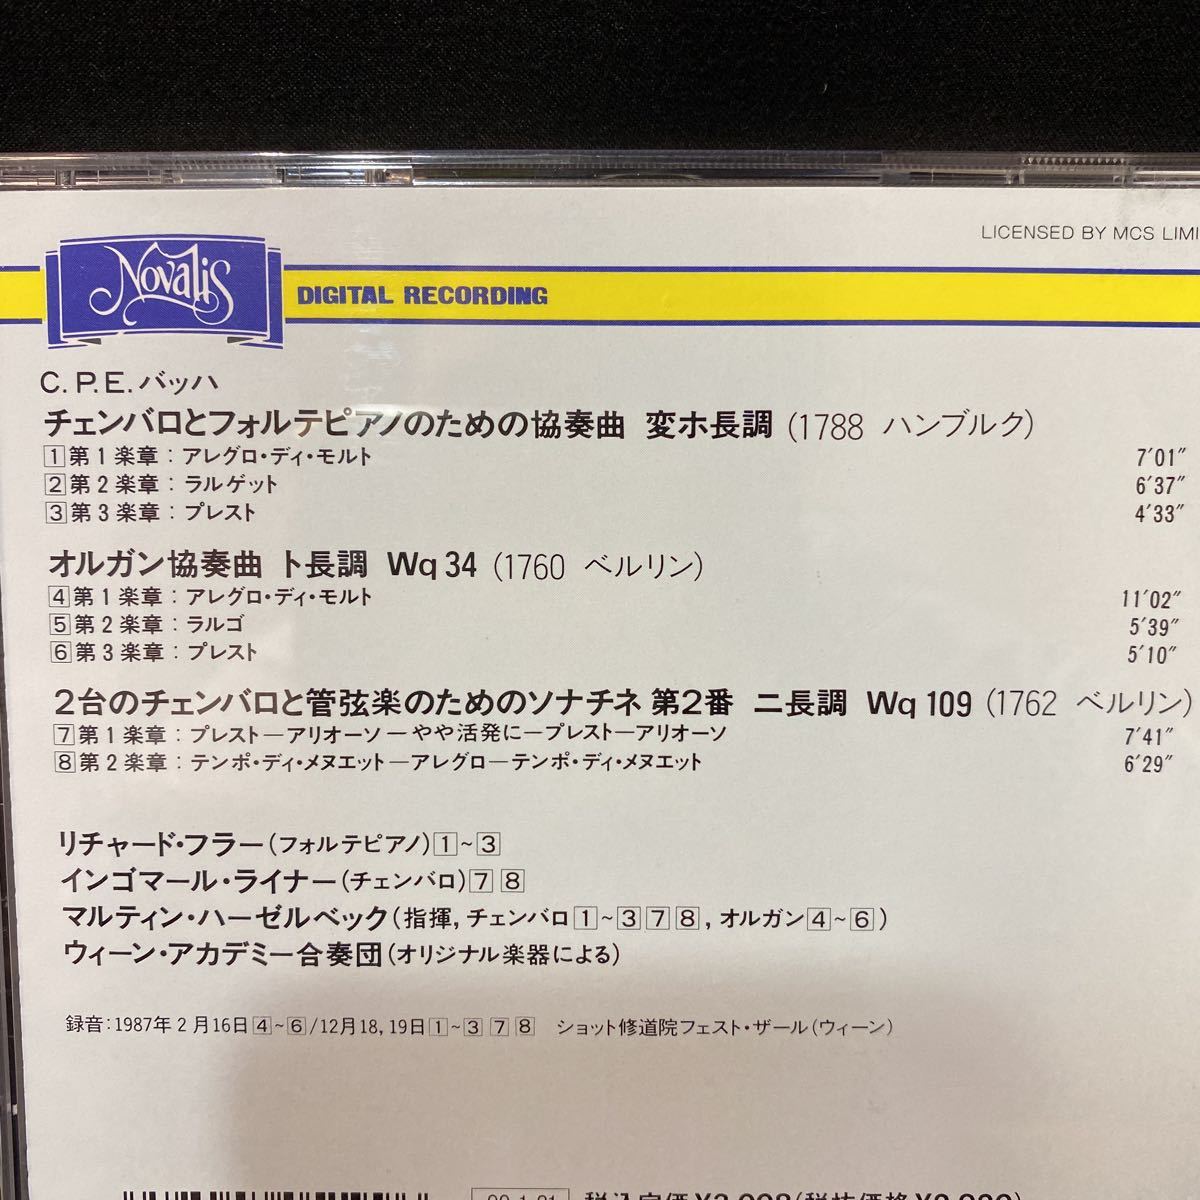 LICENSED BY MCS
Novalis
DIGITAL RECORDING
C.P.E.バッハ
チェンバロとフォルテピアノのための協奏曲 変ホ長調 (1788 ハンブルク)
1 第1楽章:アレグロ・ディ・モルト 7′01″
2 第2楽章:ラルゲット 6′37″
3 第3楽章:プレスト 4′33″
オルガン協奏曲 ト長調 Wq 34 (1760 ベルリン)
4 第1楽章:アレグロ・ディ・モルト 11′02″
5 第2楽章:ラルゴ 5′39″
6 第3楽章:プレスト 5′10″
2台のチェンバロと管弦楽のためのソナチネ 第2番 ニ長調 Wq 109 (1762 ベルリン)
7 第1楽章:プレスト―アリオーソ―やや活発に―プレスト―アリオーソ 7′41″
8 第2楽章:テンポ・ディ・メヌエット―アレグロ―テンポ・ディ・メヌエット 6′29″
リチャード・フラー(フォルテピアノ)1~3
インゴマール・ライナー(チェンバロ)7 8
マルティン・ハーゼルベック(指揮, チェンバロ1~3 7 8, オルガン4~6)
ウィーン・アカデミー合奏団(オリジナル楽器による)
録音:1987年2月16日4~6/12月18, 19日1~3 7 8 ショット修道院フェスト・ザール(ウィーン)